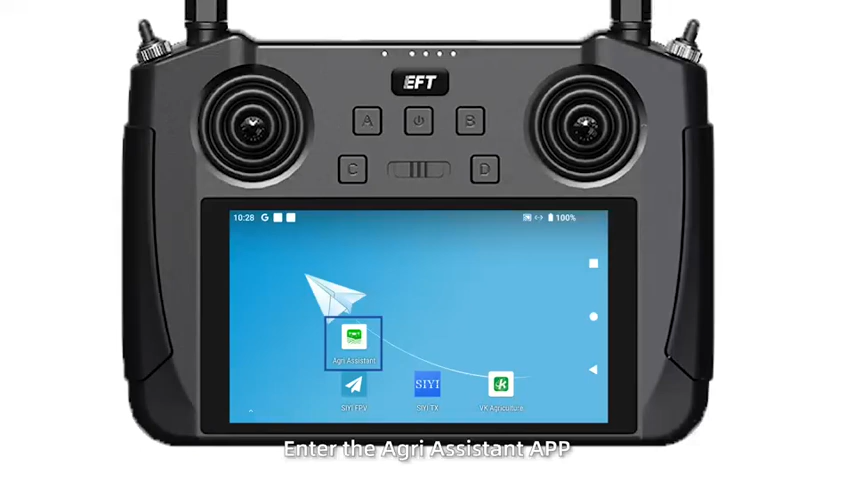 EFT
A
B
C
D
10:28 G 100%
Agri Assistant
SIYI
SIYI FPV
SIYI TX
VK Agriculture
Enter the Agri Assistant APP